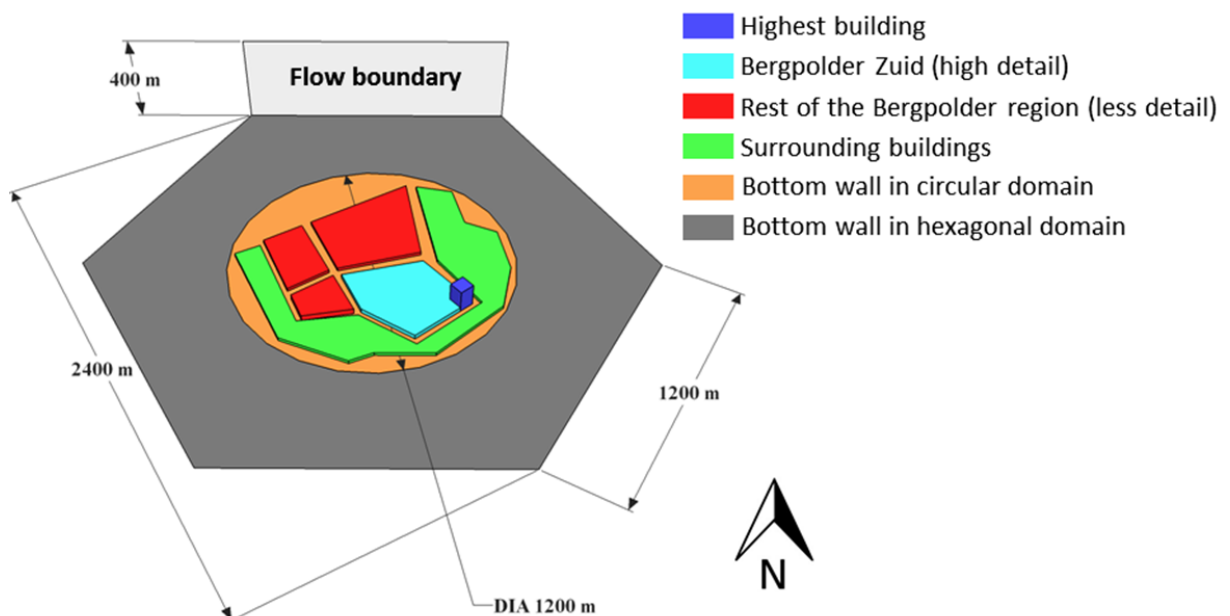 400 m
Flow boundary
2400 m
1200 m
DIA 1200 m
Highest building
Bergpolder Zuid (high detail)
Rest of the Bergpolder region (less detail)
Surrounding buildings
Bottom wall in circular domain
Bottom wall in hexagonal domain
N